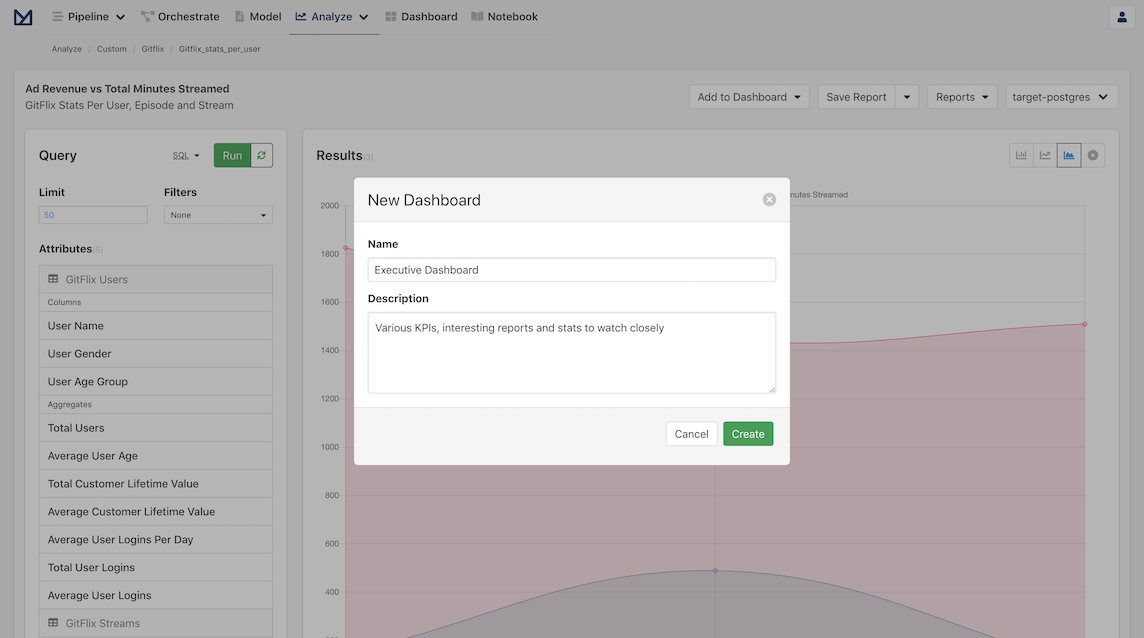 Pipeline
Orchestrate
Model
Analyze
Dashboard
Notebook
Analyze / Custom / Gitflix / Gitflix_stats_per_user
Ad Revenue vs Total Minutes Streamed
GitFlix Stats Per User, Episode and Stream
Add to Dashboard
Save Report
Reports
target-postgres
Query
SQL
Run
Limit
Filters
50
None
Attributes(5)
GitFlix Users
Columns
User Name
User Gender
User Age Group
Aggregates
Total Users
Average User Age
Total Customer Lifetime Value
Average Customer Lifetime Value
Average User Logins Per Day
Total User Logins
Average User Logins
GitFlix Streams
Results(3)
Streamed
2000
1800
1600
1400
1200
1000
800
600
400
New Dashboard
Name
Executive Dashboard
Description
Various KPIs, interesting reports and stats to watch closely
Cancel
Create